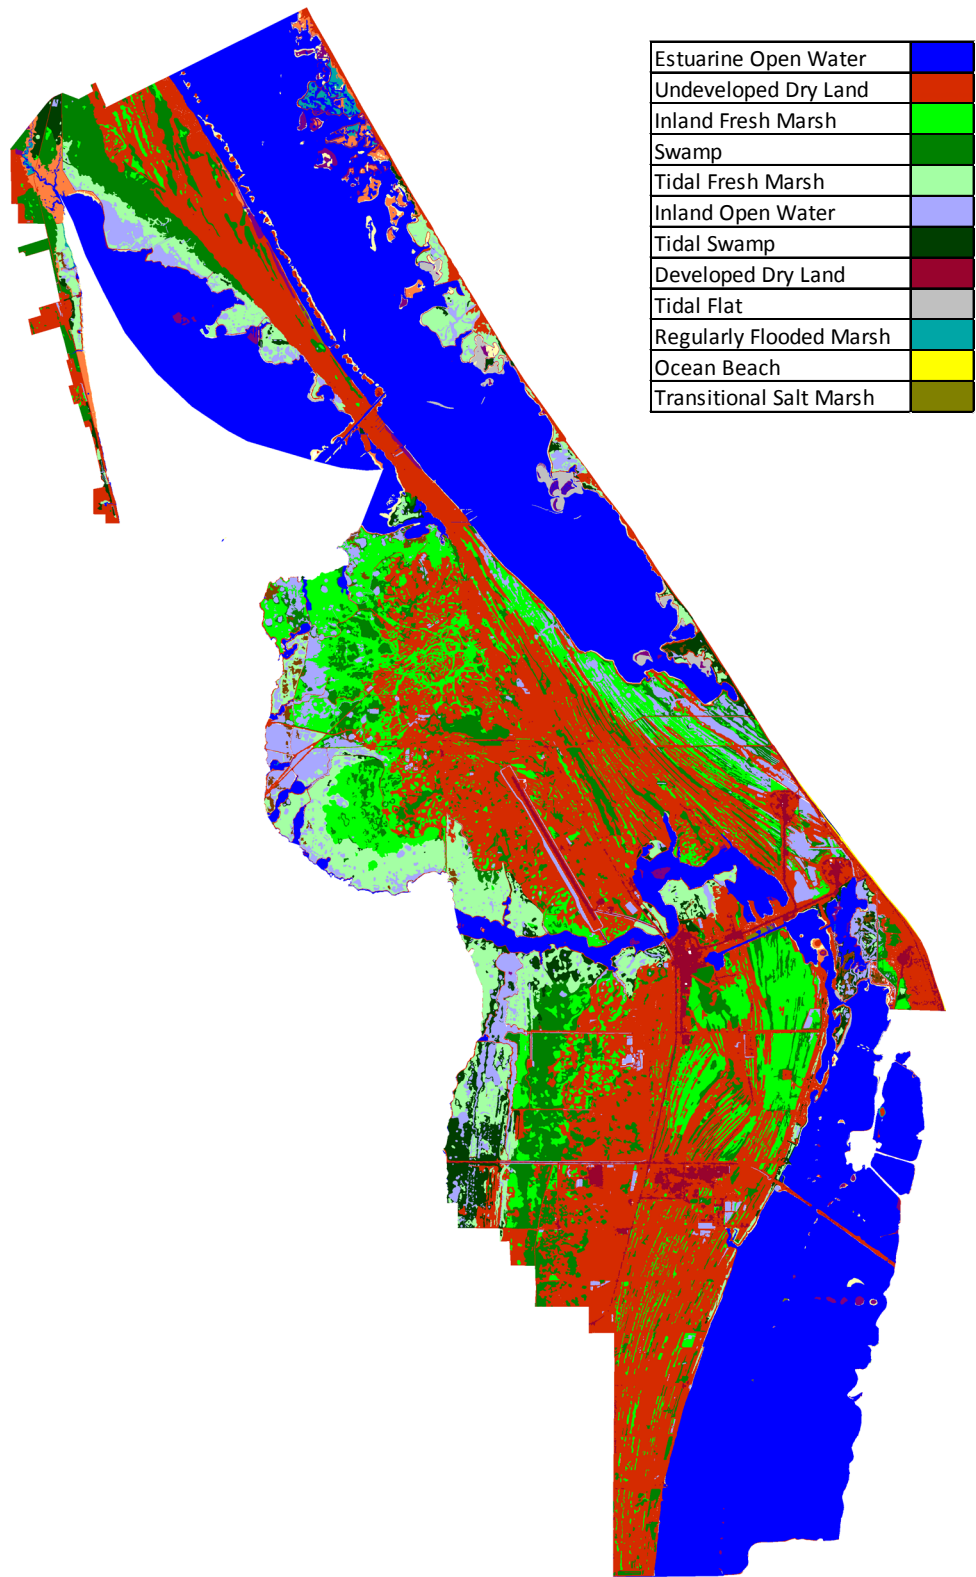 Estuarine Open Water
Undeveloped Dry Land
Inland Fresh Marsh
Swamp
Tidal Fresh Marsh
Inland Open Water
Tidal Swamp
Developed Dry Land
Tidal Flat
Regularly Flooded Marsh
Ocean Beach
Transitional Salt Marsh